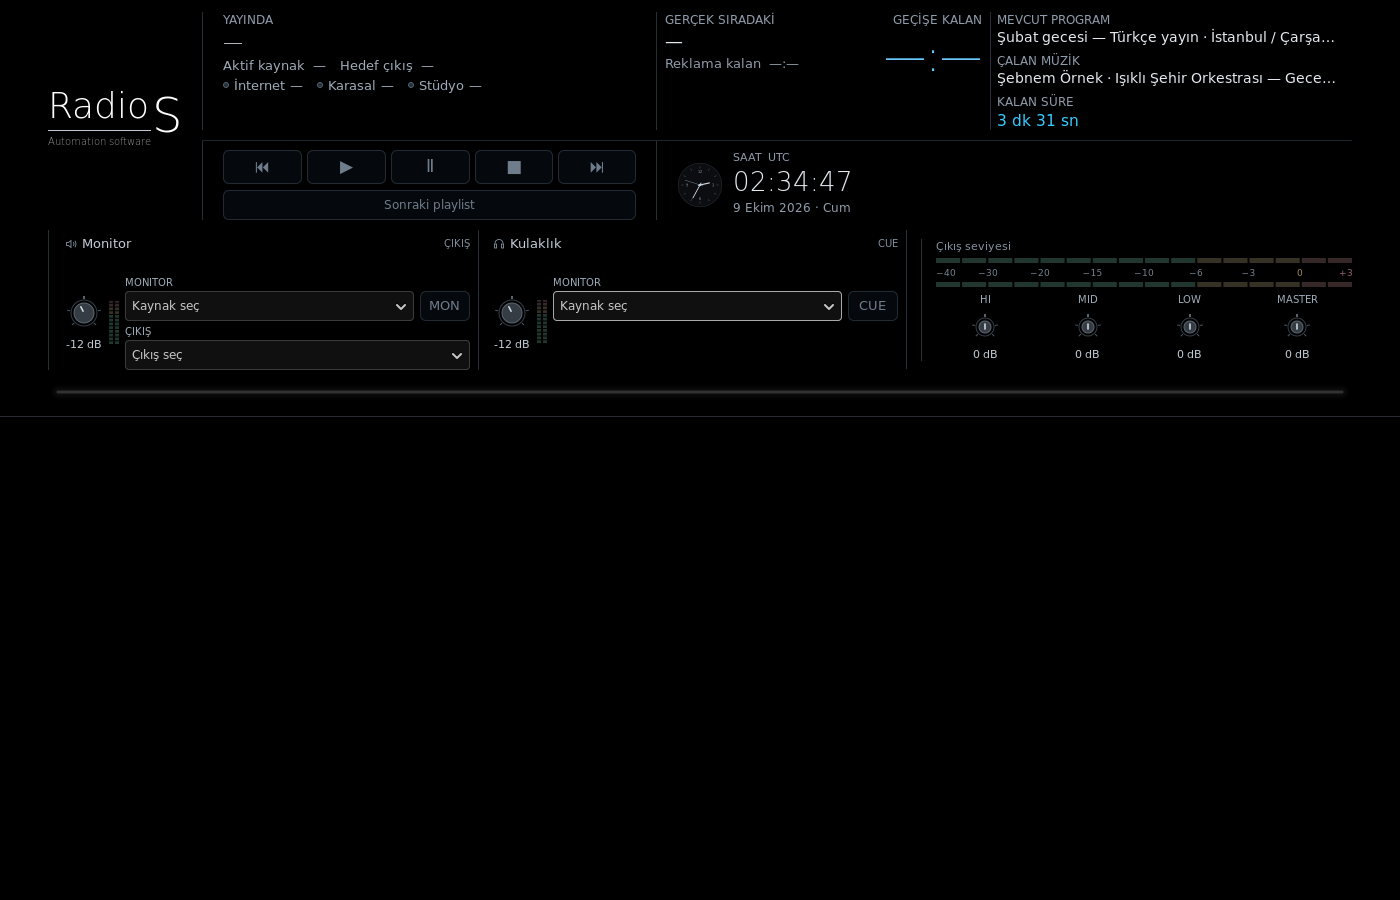 Radio S
Automation software
YAYINDA
—
Aktif kaynak — Hedef çıkış —
İnternet — Karasal — Stüdyo —
GERÇEK SIRADAKİ
—
Reklama kalan —:—
GEÇİŞE KALAN
—:—
MEVCUT PROGRAM
Şubat gecesi — Türkçe yayın · İstanbul / Çarşa…
ÇALAN MÜZİK
Şebnem Örnek · Işıklı Şehir Orkestrası — Gece…
KALAN SÜRE
3 dk 31 sn
Sonraki playlist
SAAT UTC
02:34:47
9 Ekim 2026 · Cum
Monitor
ÇIKIŞ
MONITOR
Kaynak seç
MON
ÇIKIŞ
Çıkış seç
-12 dB
Kulaklık
CUE
MONITOR
Kaynak seç
CUE
-12 dB
Çıkış seviyesi
−40 −30 −20 −15 −10 −6 −3 0 +3
HI MID LOW MASTER
0 dB 0 dB 0 dB 0 dB